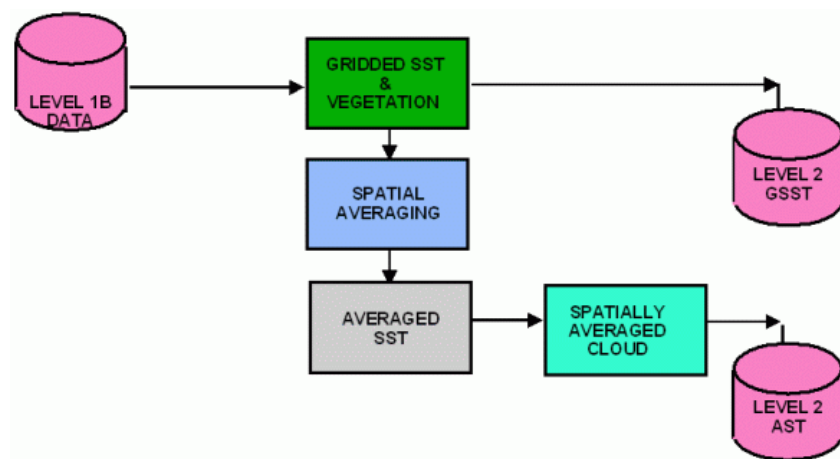 LEVEL 1B
DATA
GRIDDED SST
&
VEGETATION
LEVEL 2
GSST
SPATIAL
AVERAGING
AVERAGED
SST
SPATIALLY
AVERAGED
CLOUD
LEVEL 2
AST